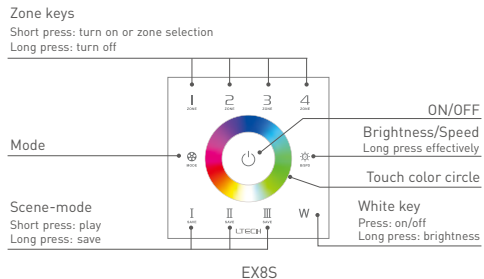 Zone keys
Short press: turn on or zone selection
Long press: turn off
1 2 3 4
ZONE ZONE ZONE ZONE
ON/OFF
Brightness/Speed
Long press effectively
Mode
MODE
BSPR
Touch color circle
Scene-mode
Short press: play
Long press: save
I II III W
SAVE SAVE SAVE
LTECH
White key
Press: on/off
Long press: brightness
EX8S